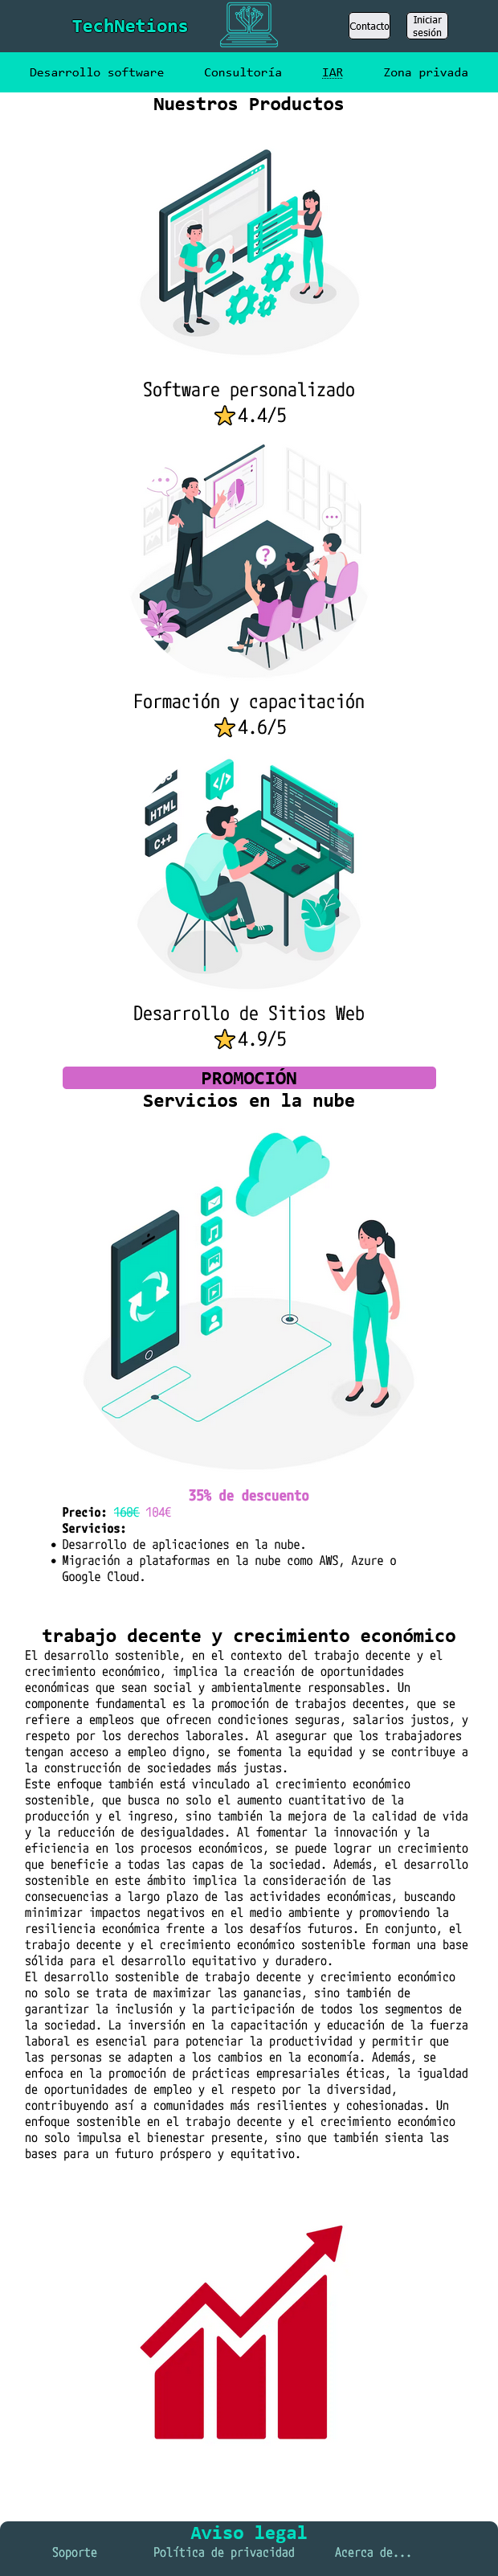 TechNetions
Contacto
Iniciar
sesión
Desarrollo software Consultoría IAR Zona privada
Nuestros Productos
Software personalizado
4.4/5
?
Formación y capacitación
4.6/5
</>
HTML
C++
Desarrollo de Sitios Web
4.9/5
PROMOCIÓN
Servicios en la nube
35% de descuento
Precio: 160€ 104€
Servicios:
• Desarrollo de aplicaciones en la nube.
• Migración a plataformas en la nube como AWS, Azure o
Google Cloud.
trabajo decente y crecimiento económico
El desarrollo sostenible, en el contexto del trabajo decente y el
crecimiento económico, implica la creación de oportunidades
económicas que sean social y ambientalmente responsables. Un
componente fundamental es la promoción de trabajos decentes, que se
refiere a empleos que ofrecen condiciones seguras, salarios justos, y
respeto por los derechos laborales. Al asegurar que los trabajadores
tengan acceso a empleo digno, se fomenta la equidad y se contribuye a
la construcción de sociedades más justas.
Este enfoque también está vinculado al crecimiento económico
sostenible, que busca no solo el aumento cuantitativo de la
producción y el ingreso, sino también la mejora de la calidad de vida
y la reducción de desigualdades. Al fomentar la innovación y la
eficiencia en los procesos económicos, se puede lograr un crecimiento
que beneficie a todas las capas de la sociedad. Además, el desarrollo
sostenible en este ámbito implica la consideración de las
consecuencias a largo plazo de las actividades económicas, buscando
minimizar impactos negativos en el medio ambiente y promoviendo la
resiliencia económica frente a los desafíos futuros. En conjunto, el
trabajo decente y el crecimiento económico sostenible forman una base
sólida para el desarrollo equitativo y duradero.
El desarrollo sostenible de trabajo decente y crecimiento económico
no solo se trata de maximizar las ganancias, sino también de
garantizar la inclusión y la participación de todos los segmentos de
la sociedad. La inversión en la capacitación y educación de la fuerza
laboral es esencial para potenciar la productividad y permitir que
las personas se adapten a los cambios en la economía. Además, se
enfoca en la promoción de prácticas empresariales éticas, la igualdad
de oportunidades de empleo y el respeto por la diversidad,
contribuyendo así a comunidades más resilientes y cohesionadas. Un
enfoque sostenible en el trabajo decente y el crecimiento económico
no solo impulsa el bienestar presente, sino que también sienta las
bases para un futuro próspero y equitativo.
Aviso legal
Soporte Política de privacidad Acerca de...